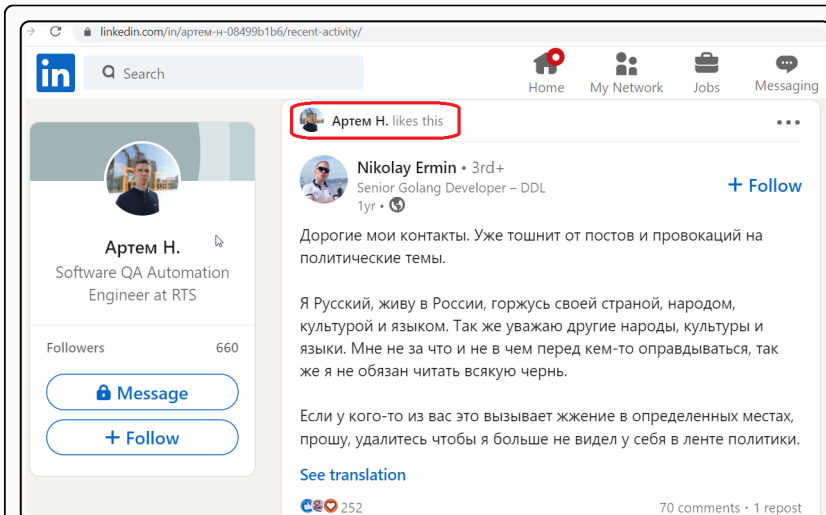 linkedin.com/in/артем-н-08499b1b6/recent-activity/
in
Search
Home
My Network
Jobs
Messaging
Артем Н. likes this
Nikolay Ermin • 3rd+
Senior Golang Developer – DDL
1yr •
+ Follow
Дорогие мои контакты. Уже тошнит от постов и провокаций на
политические темы.
Я Русский, живу в России, горжусь своей страной, народом,
культурой и языком. Так же уважаю другие народы, культуры и
языки. Мне не за что и не в чем перед кем-то оправдываться, так
же я не обязан читать всякую чернь.
Если у кого-то из вас это вызывает жжение в определенных местах,
прошу, удалитесь чтобы я больше не видел у себя в ленте политики.
See translation
252
70 comments • 1 repost
Артем Н.
Software QA Automation
Engineer at RTS
Followers 660
Message
+ Follow